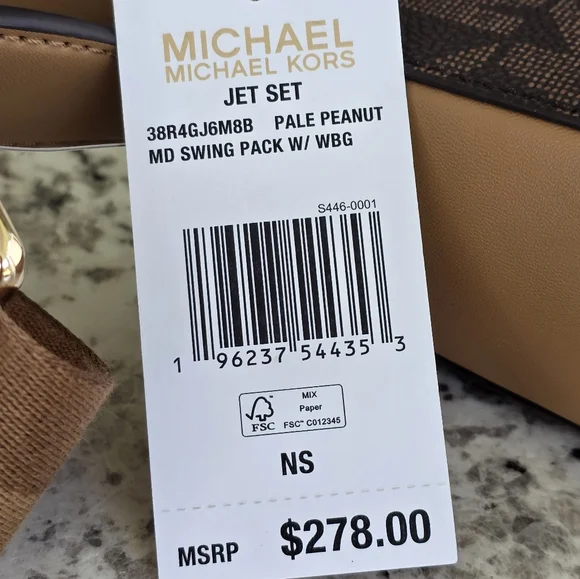 MICHAEL
MICHAEL KORS
JET SET
38R4GJ6M8B PALE PEANUT
MD SWING PACK W/ WBG
S446-0001
1 96237 54435 3
MIX
Paper
FSC
FSC™ C012345
NS
MSRP $278.00